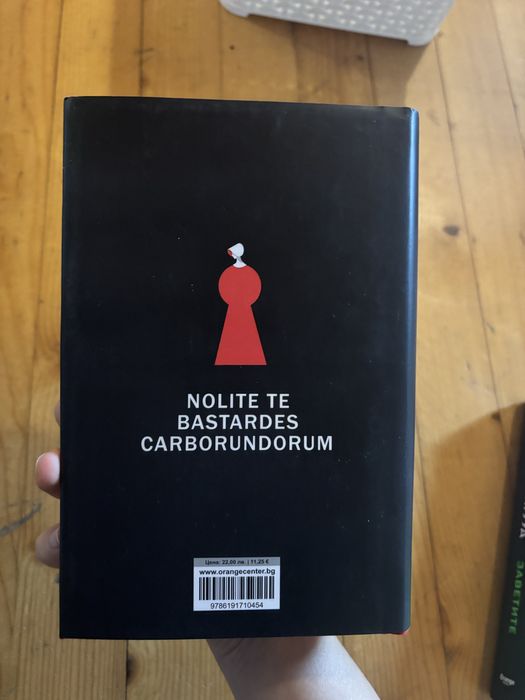 NOLITE TE
BASTARDES
CARBORUNDORUM
Цена: 22,00 лв. | 11,25 €
www.orangecenter.bg
9786191710454
ЗАВЕТИТЕ